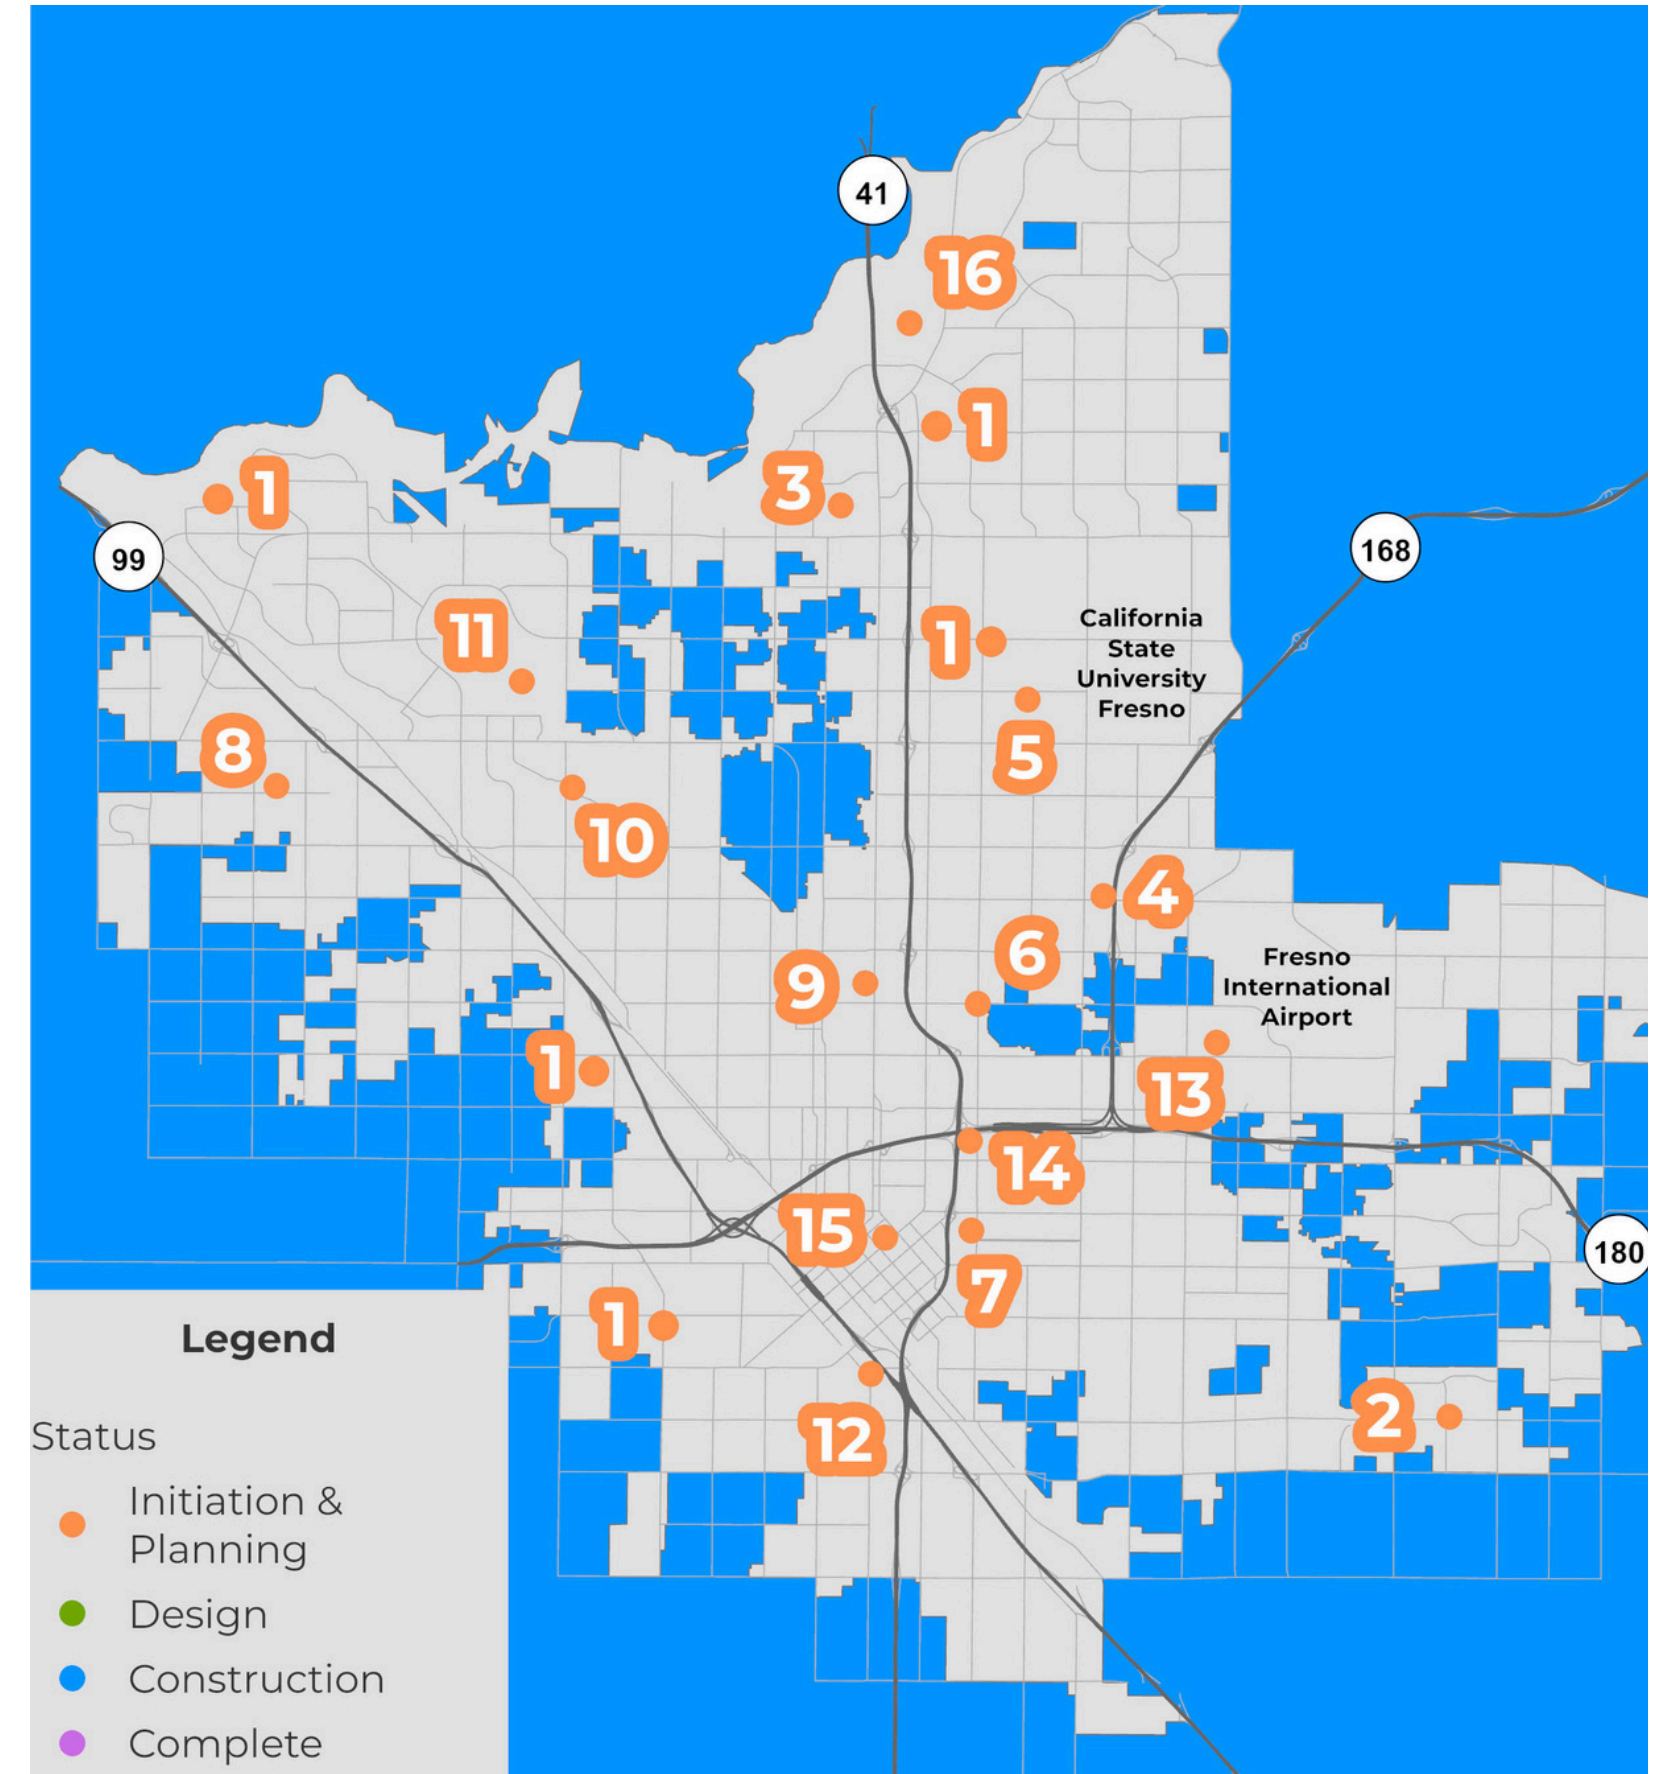 41
16
1
3
1
99
168
11
1
California
State
University
Fresno
8
5
10
4
6
Fresno
International
Airport
9
1
13
14
15
7
180
1
2
12
Legend
Status
Initiation &
Planning
Design
Construction
Complete